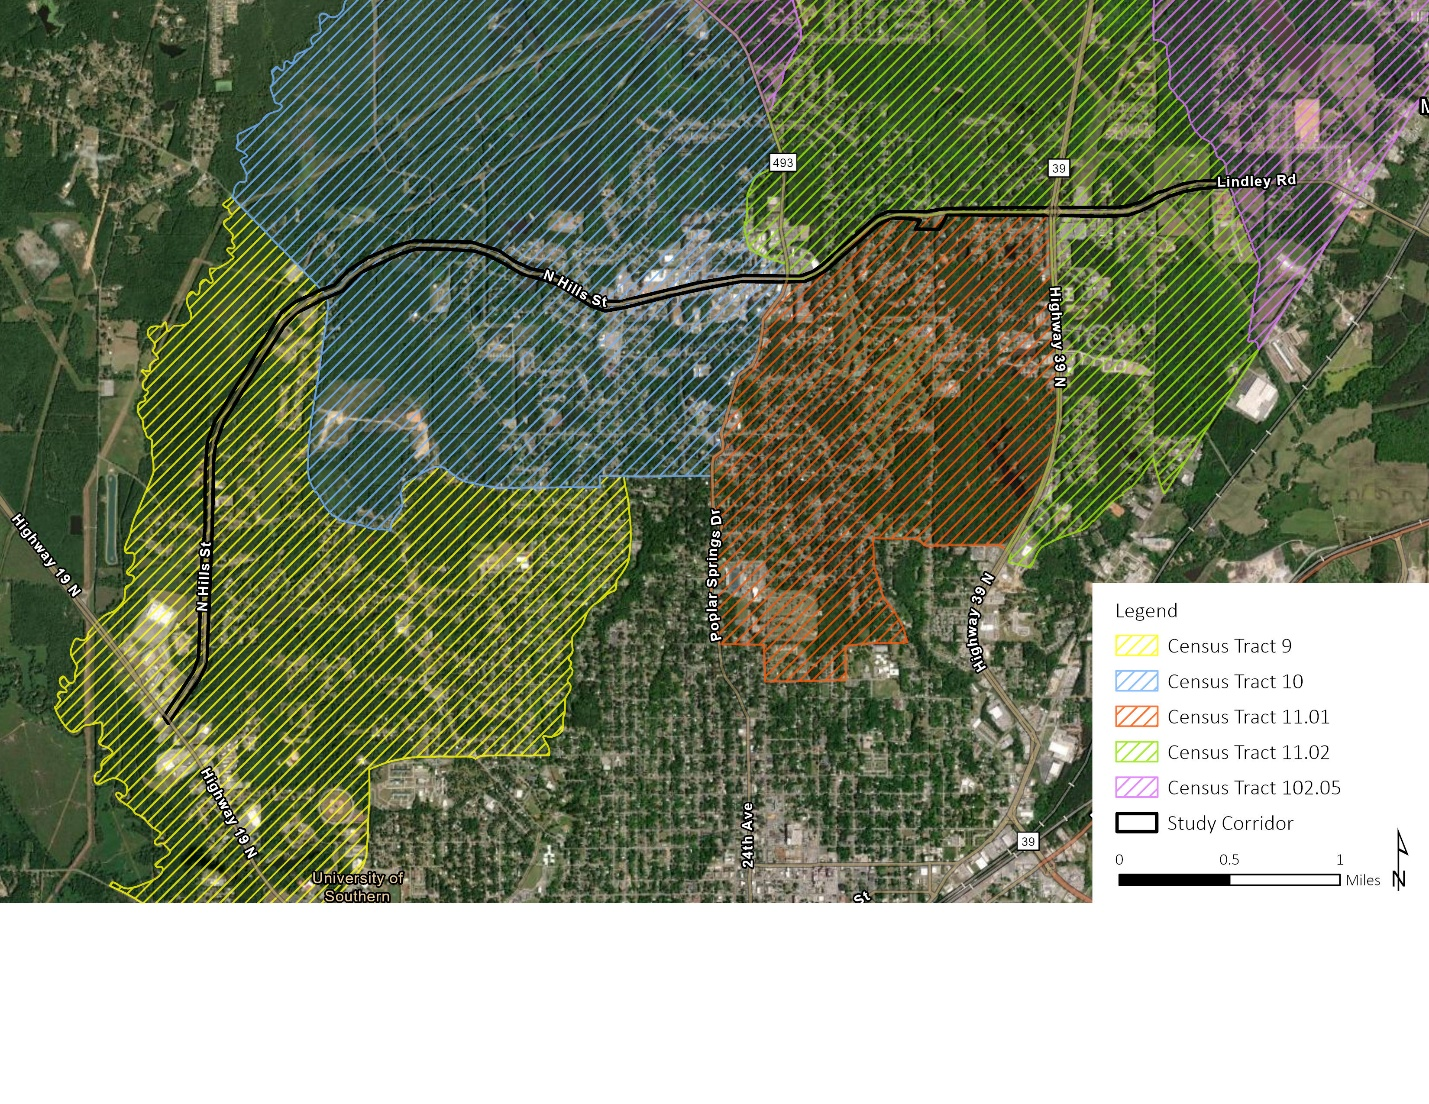 M
493
39
Lindley Rd
N Hills St
Highway 39 N
Highway 19 N
N Hills St
Poplar Springs Dr
Highway 39 N
Highway 19 N
24th Ave
39
University of
Southern
St
Legend
Census Tract 9
Census Tract 10
Census Tract 11.01
Census Tract 11.02
Census Tract 102.05
Study Corridor
0 0.5 1
Miles
N